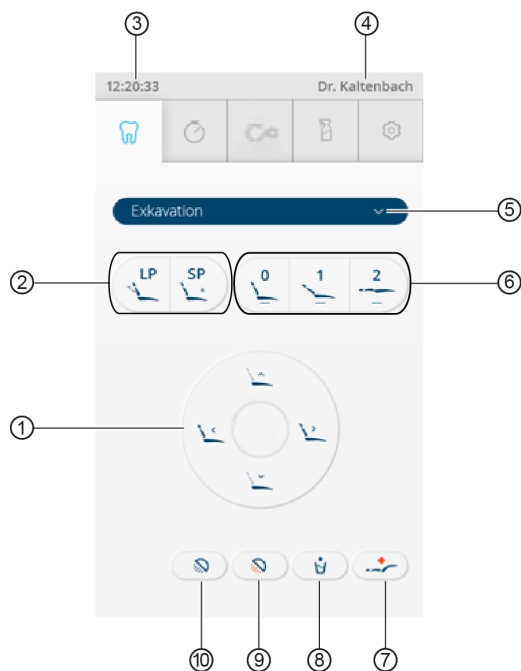 ③ ④
12:20:33 Dr. Kaltenbach
Exkavation ⑤
② LP SP 0 1 2 ⑥
①
⑩ ⑨ ⑧ ⑦